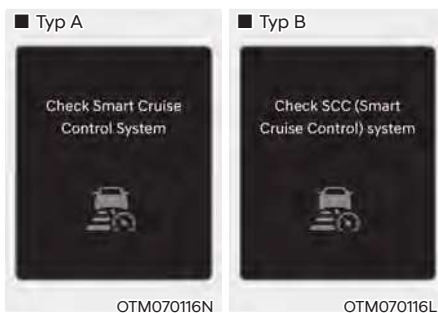 ■ Typ A
Check Smart Cruise
Control System
OTM070116N
■ Typ B
Check SCC (Smart
Cruise Control) system
OTM070116L